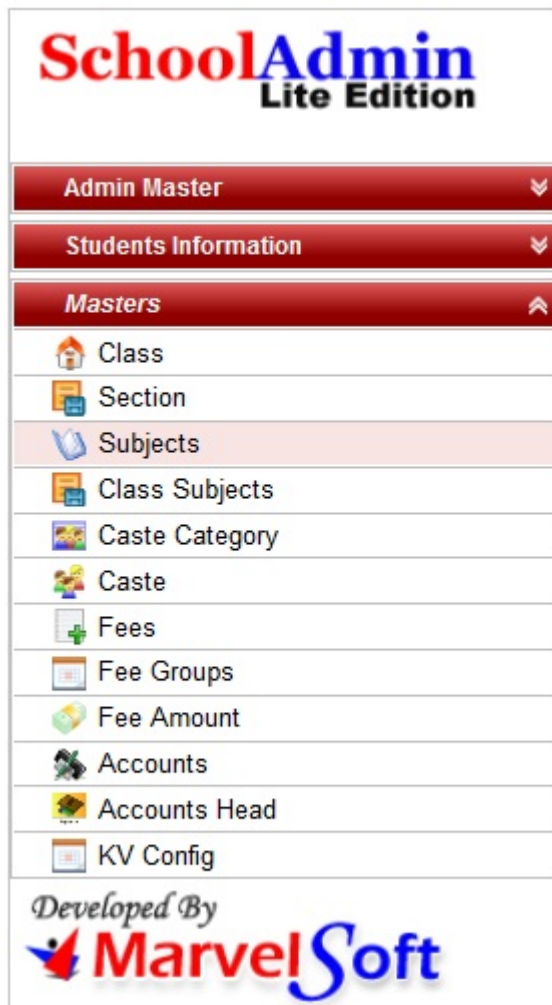 SchoolAdmin
Lite Edition
Admin Master
Students Information
Masters
Class
Section
Subjects
Class Subjects
Caste Category
Caste
Fees
Fee Groups
Fee Amount
Accounts
Accounts Head
KV Config
Developed By
MarvelSoft